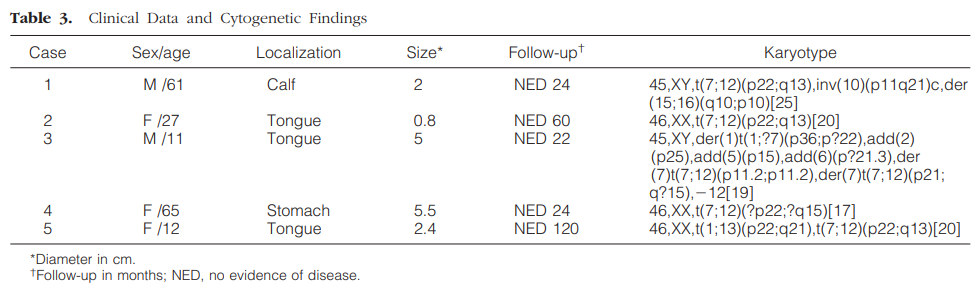 Table 3. Clinical Data and Cytogenetic Findings
Case Sex/age Localization Size* Follow-up† Karyotype
1 M /61 Calf 2 NED 24 45,XY,t(7;12)(p22;q13),inv(10)(p11q21)c,der
(15;16)(q10;p10)[25]
2 F /27 Tongue 0.8 NED 60 46,XX,t(7;12)(p22;q13)[20]
3 M /11 Tongue 5 NED 22 45,XY,der(1)t(1;?7)(p36;p?22),add(2)
(p25),add(5)(p15),add(6)(p?21.3),der
(7)t(7;12)(p11.2;p11.2),der(7)t(7;12)(p21;
q?15),−12[19]
4 F /65 Stomach 5.5 NED 24 46,XX,t(7;12)(?p22;?q15)[17]
5 F /12 Tongue 2.4 NED 120 46,XX,t(1;13)(p22;q21),t(7;12)(p22;q13)[20]
*Diameter in cm.
†Follow-up in months; NED, no evidence of disease.